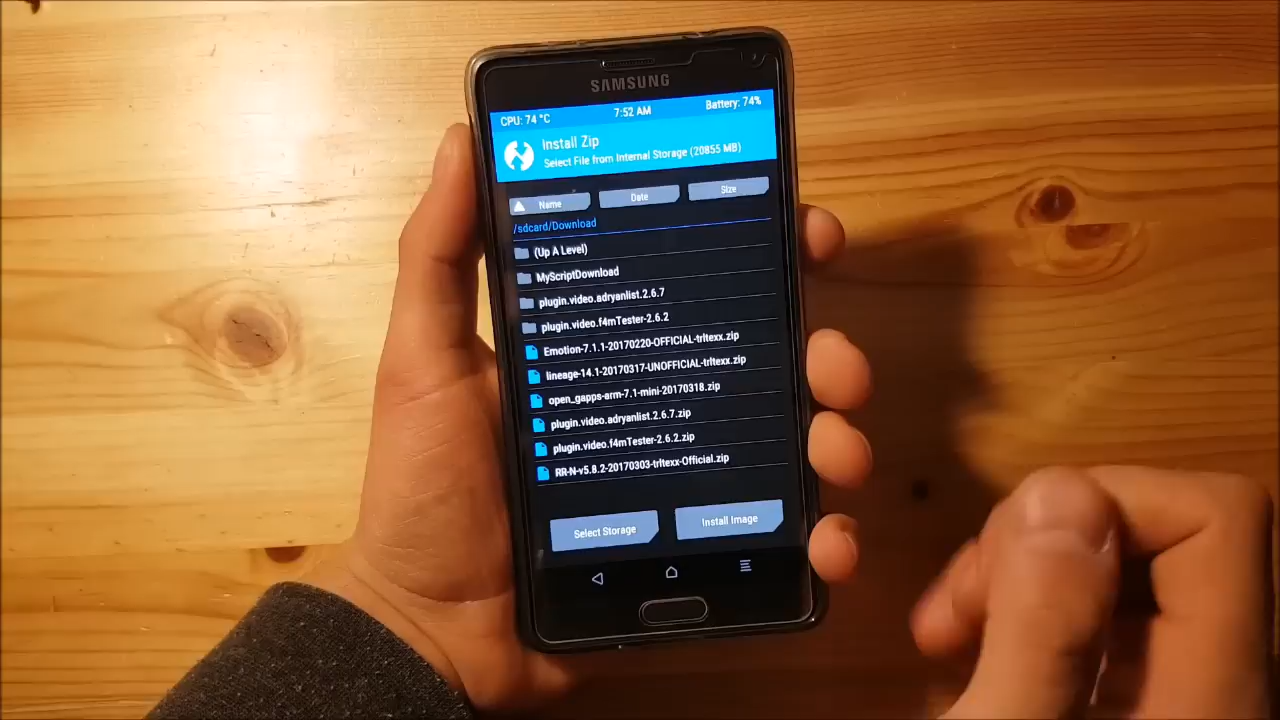 SAMSUNG
CPU: 74 °C 7:52 AM Battery: 74%
Install Zip
Select File from Internal Storage (20855 MB)
Name Date Size
/sdcard/Download
(Up A Level)
MyScriptDownload
plugin.video.adryanlist.2.6.7
plugin.video.f4mTester-2.6.2
Emotion-7.1.1-20170220-OFFICIAL-trltexx.zip
lineage-14.1-20170317-UNOFFICIAL-trltexx.zip
open_gapps-arm-7.1-mini-20170318.zip
plugin.video.adryanlist.2.6.7.zip
plugin.video.f4mTester-2.6.2.zip
RR-N-v5.8.2-20170303-trltexx-Official.zip
Select Storage Install Image